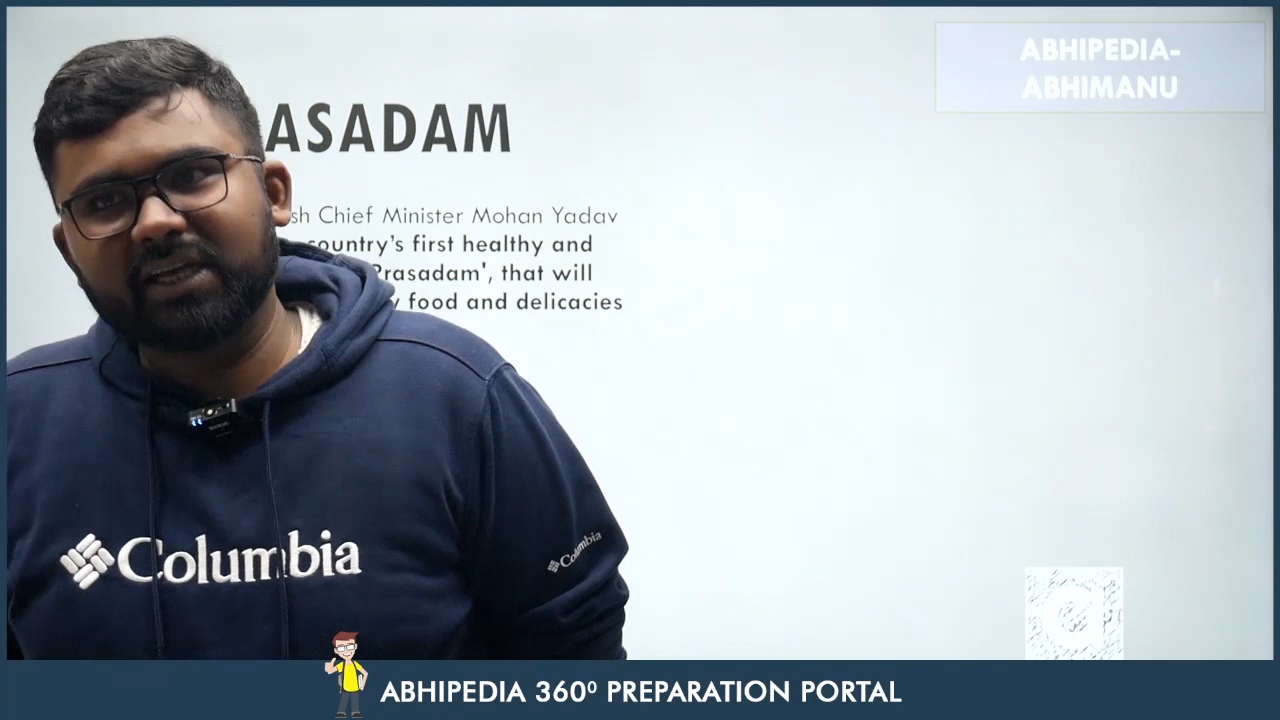 ABHIPEDIA-
ABHIMANU
ASADAM
sh Chief Minister Mohan Yadav
country's first healthy and
Prasadam', that will
food and delicacies
Columbia
Columbia
ABHIPEDIA 360⁰ PREPARATION PORTAL